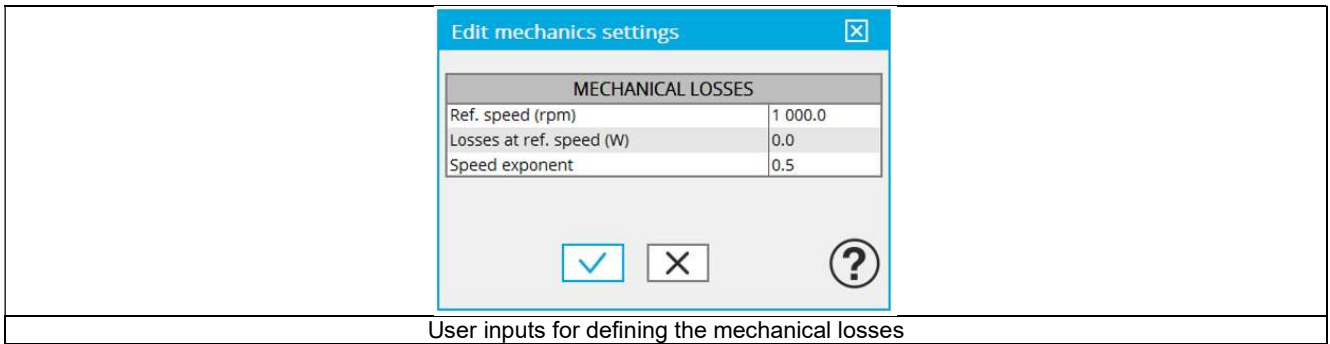 Edit mechanics settings
MECHANICAL LOSSES
Ref. speed (rpm) 1 000.0
Losses at ref. speed (W) 0.0
Speed exponent 0.5
?
User inputs for defining the mechanical losses